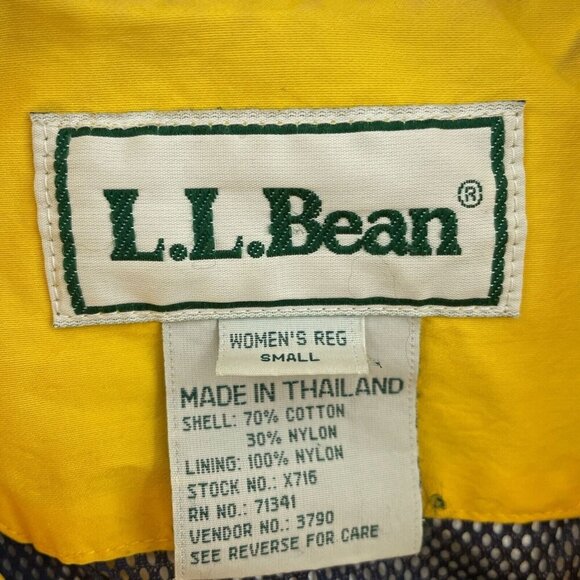 L.L.Bean®
WOMEN'S REG
SMALL
MADE IN THAILAND
SHELL: 70% COTTON
30% NYLON
LINING: 100% NYLON
STOCK NO.: X716
RN NO.: 71341
VENDOR NO.: 3790
SEE REVERSE FOR CARE